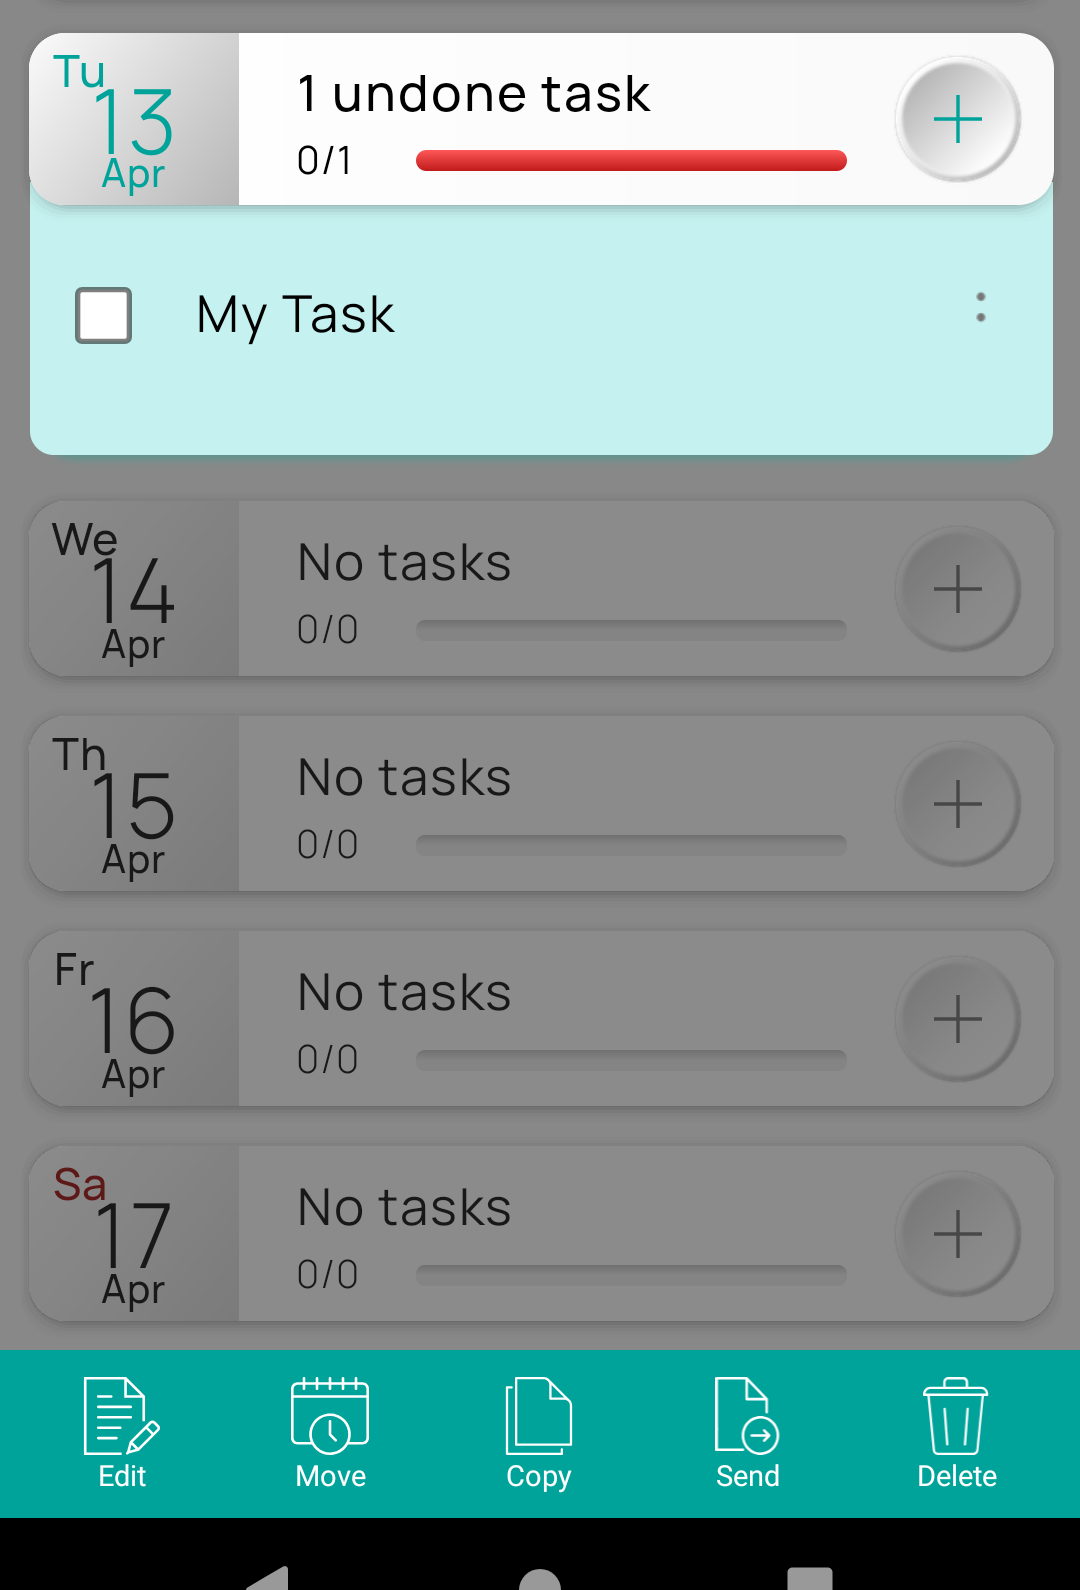 Tu
13
Apr
1 undone task
0/1
My Task
We
14
Apr
No tasks
0/0
Th
15
Apr
No tasks
0/0
Fr
16
Apr
No tasks
0/0
Sa
17
Apr
No tasks
0/0
Edit Move Copy Send Delete